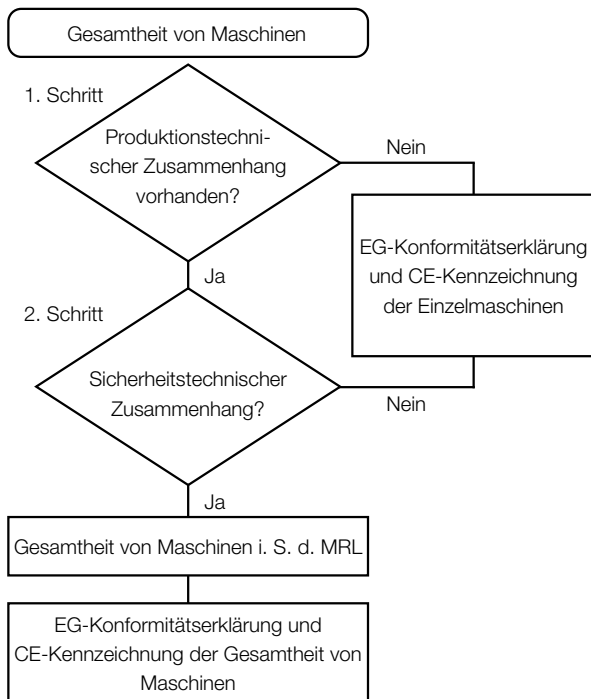 Gesamtheit von Maschinen
1. Schritt
Produktionstechni-
scher Zusammenhang
vorhanden?
Nein
EG-Konformitätserklärung
und CE-Kennzeichnung
der Einzelmaschinen
Ja
2. Schritt
Sicherheitstechnischer
Zusammenhang?
Nein
Ja
Gesamtheit von Maschinen i. S. d. MRL
EG-Konformitätserklärung und
CE-Kennzeichnung der Gesamtheit von
Maschinen